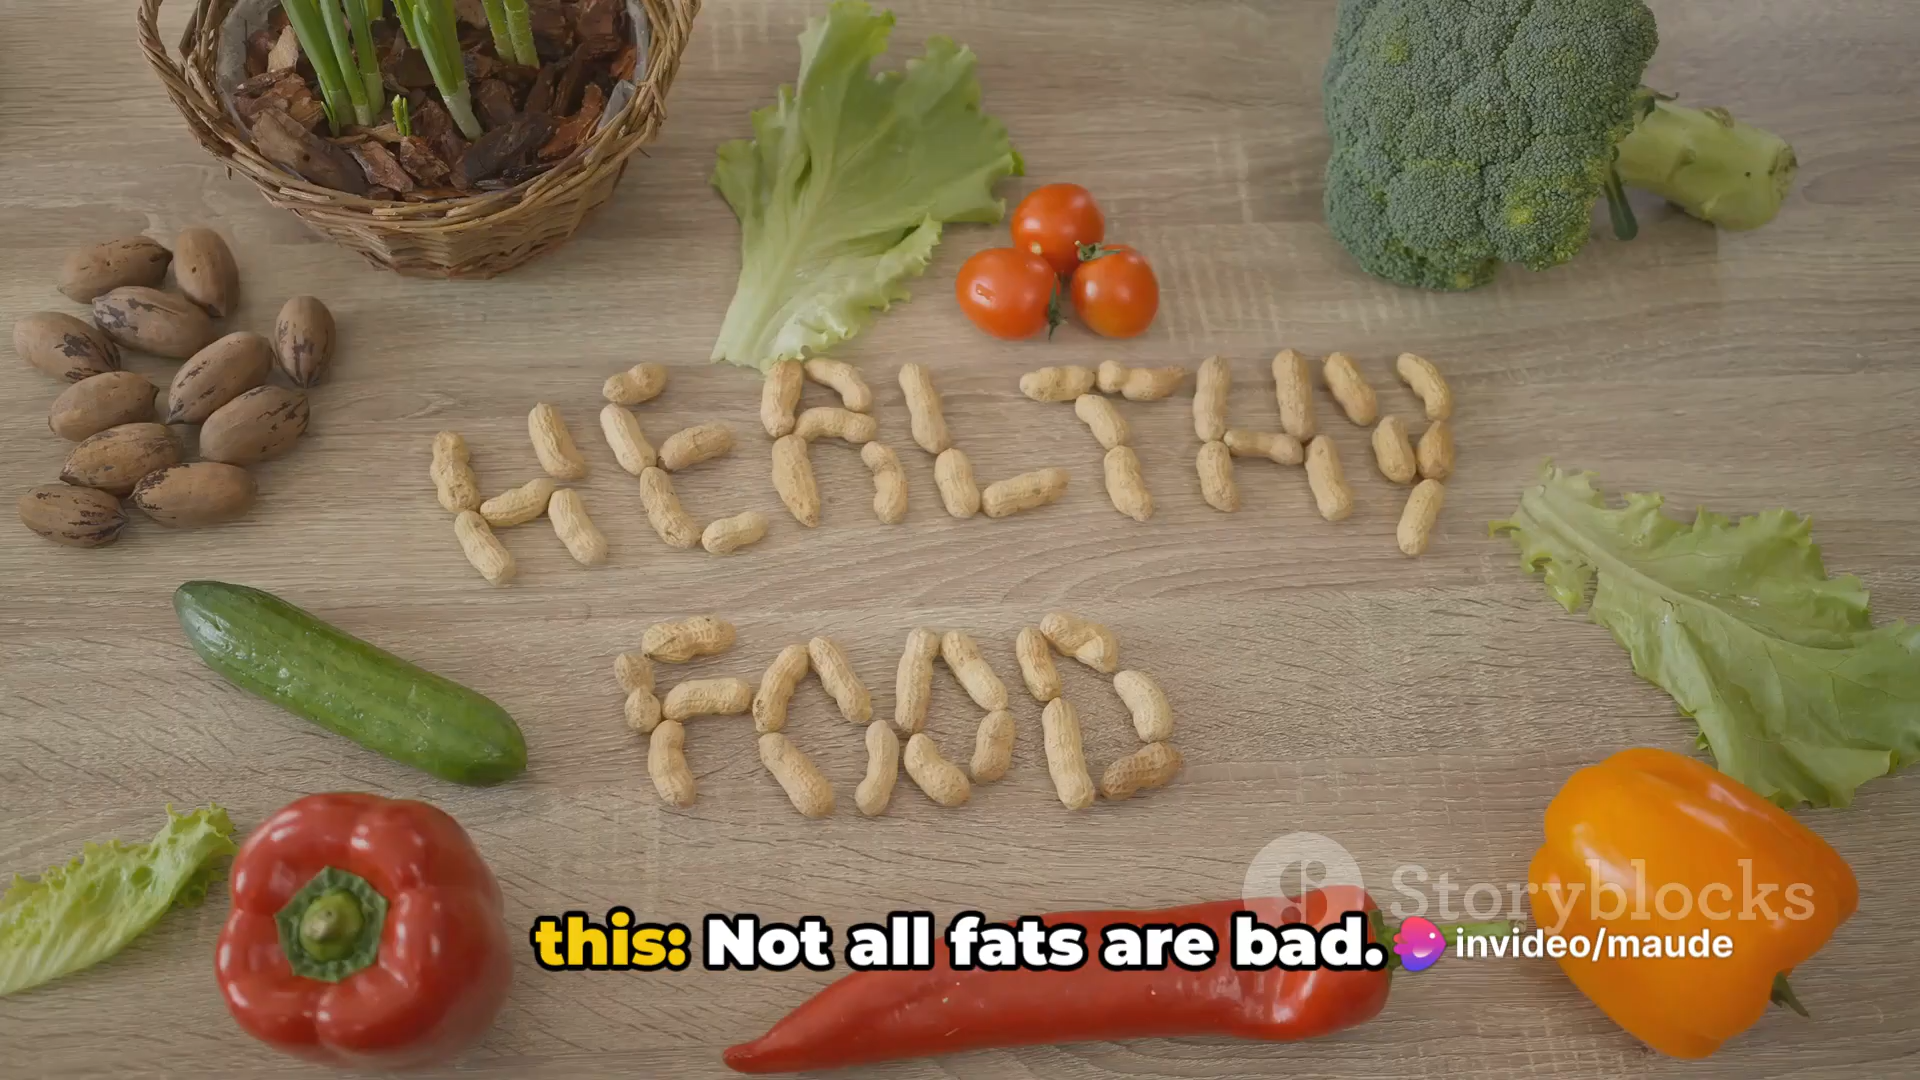 HEALTHY
FOOD
Storyblocks
this: Not all fats are bad.
invideo/maude